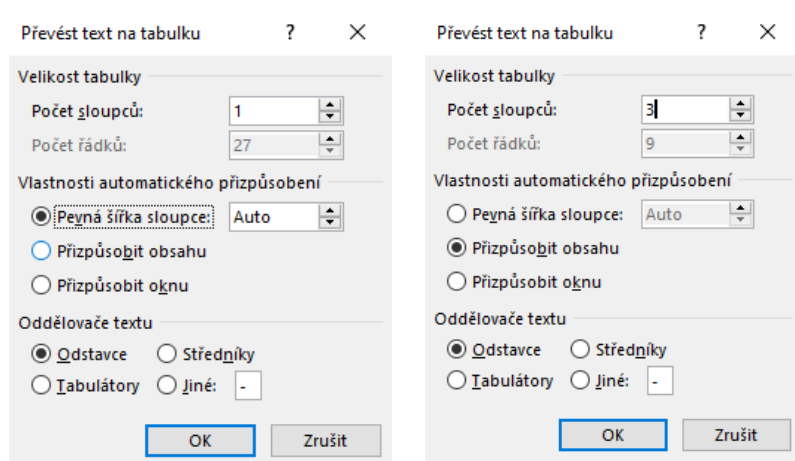 Převést text na tabulku ? ×
Velikost tabulky
Počet sloupců: 1
Počet řádků: 27
Vlastnosti automatického přizpůsobení
Pevná šířka sloupce: Auto
Přizpůsobit obsahu
Přizpůsobit oknu
Oddělovače textu
Odstavce Středníky
Tabulátory Jiné: -
OK Zrušit
Převést text na tabulku ? ×
Velikost tabulky
Počet sloupců: 3
Počet řádků: 9
Vlastnosti automatického přizpůsobení
Pevná šířka sloupce: Auto
Přizpůsobit obsahu
Přizpůsobit oknu
Oddělovače textu
Odstavce Středníky
Tabulátory Jiné: -
OK Zrušit